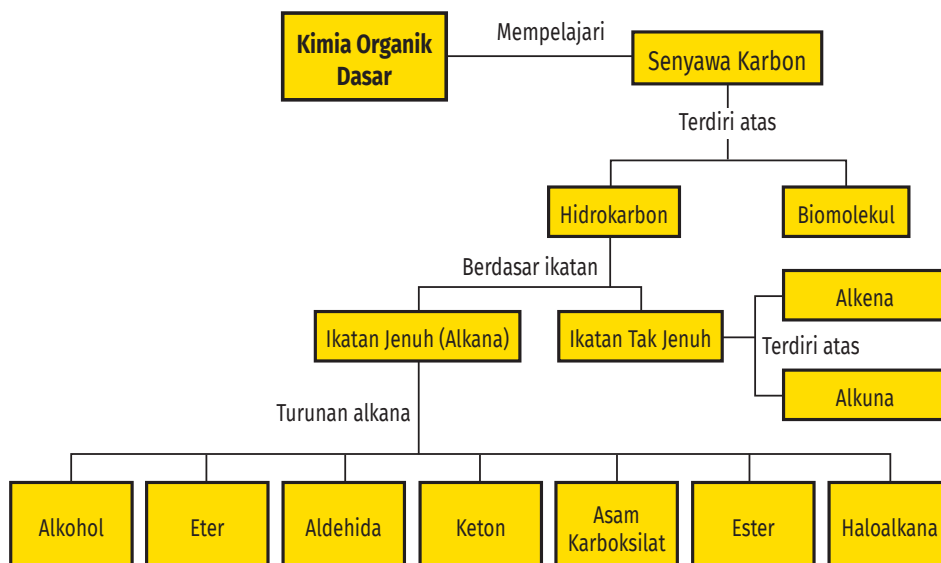 Kimia Organik
Dasar
Mempelajari
Senyawa Karbon
Terdiri atas
Hidrokarbon
Biomolekul
Berdasar ikatan
Ikatan Jenuh (Alkana)
Ikatan Tak Jenuh
Alkena
Terdiri atas
Alkuna
Turunan alkana
Alkohol
Eter
Aldehida
Keton
Asam
Karboksilat
Ester
Haloalkana